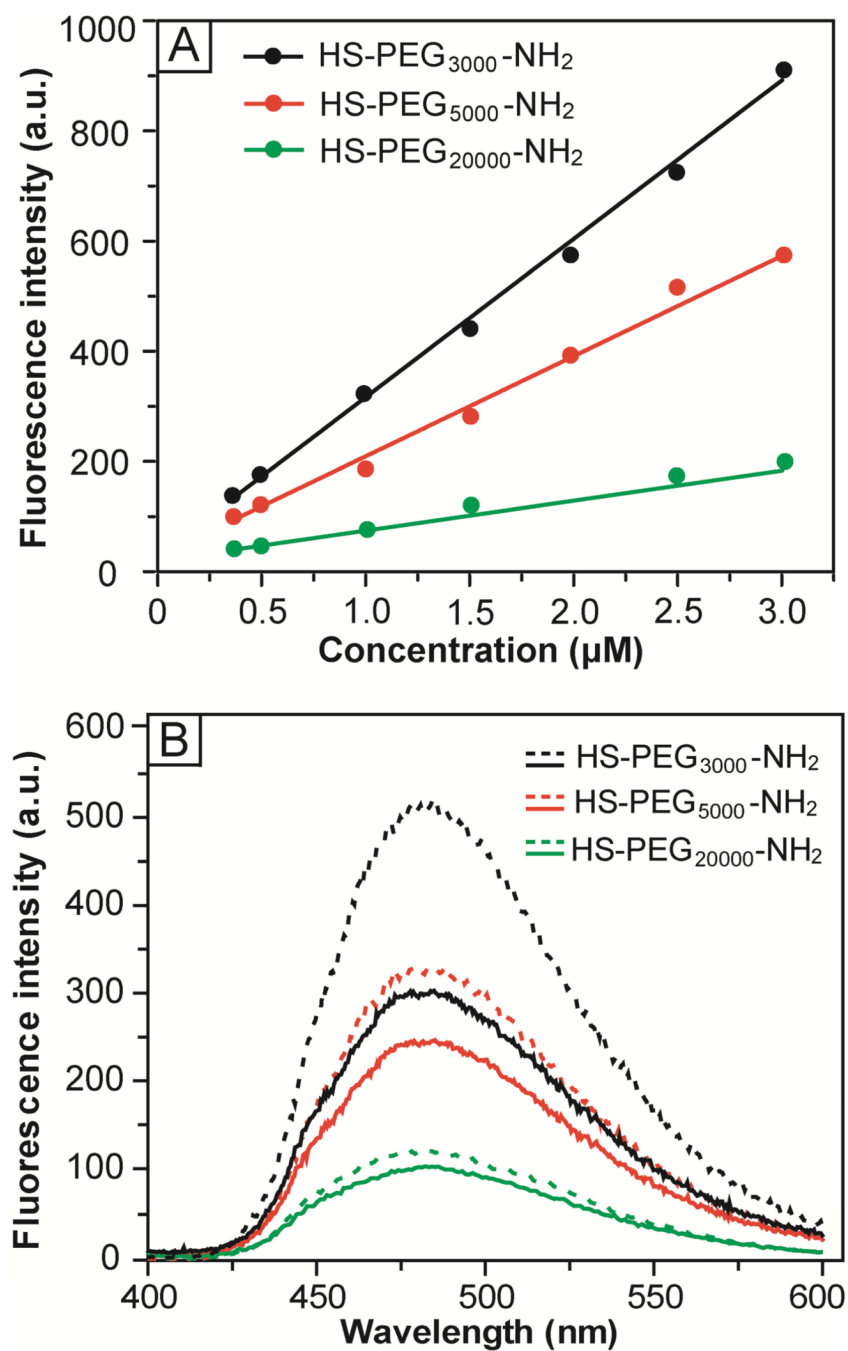 A
HS-PEG3000-NH2
HS-PEG5000-NH2
HS-PEG20000-NH2
Fluorescence intensity (a.u.)
1000
800
600
400
200
0
0 0.5 1.0 1.5 2.0 2.5 3.0
Concentration (µM)
B
HS-PEG3000-NH2
HS-PEG5000-NH2
HS-PEG20000-NH2
Fluorescence intensity (a.u.)
600
500
400
300
200
100
0
400 450 500 550 600
Wavelength (nm)